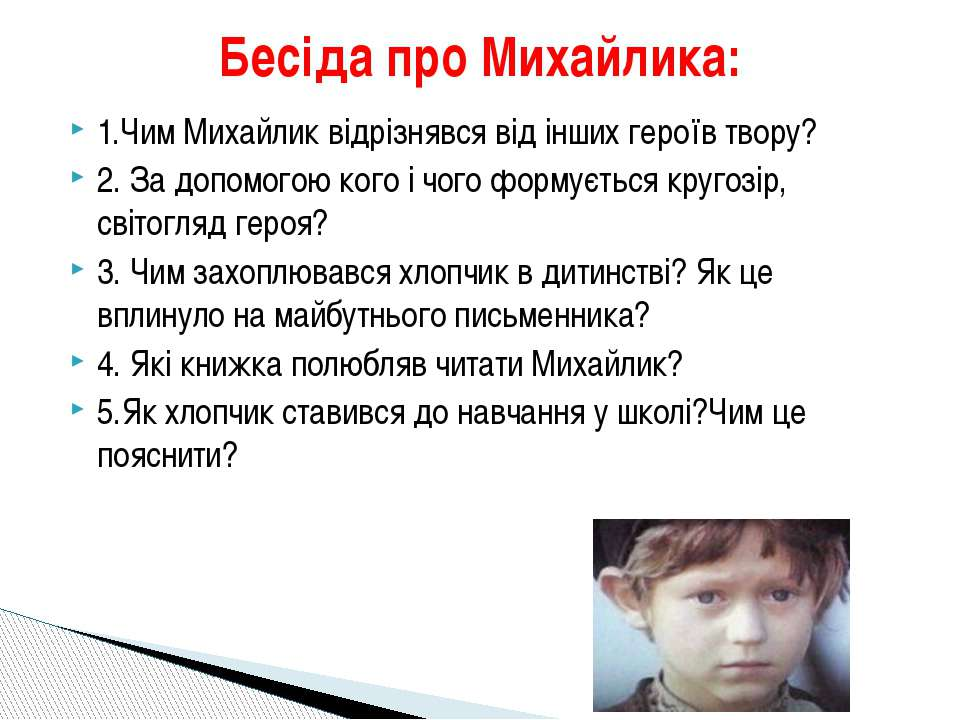 Бесіда про Михайлика:
1.Чим Михайлик відрізнявся від інших героїв твору?
2. За допомогою кого і чого формується кругозір,
світогляд героя?
3. Чим захоплювався хлопчик в дитинстві? Як це
вплинуло на майбутнього письменника?
4. Які книжка полюбляв читати Михайлик?
5.Як хлопчик ставився до навчання у школі?Чим це
пояснити?